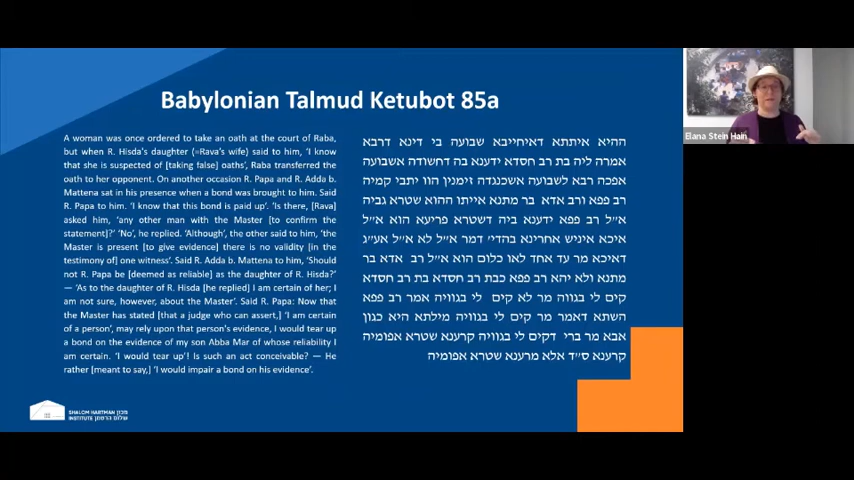 Babylonian Talmud Ketubot 85a
A woman was once ordered to take an oath at the court of Raba,
but when R. Hisda's daughter (=Rava's wife) said to him, 'I know
that she is suspected of [taking false] oaths', Raba transferred the
oath to her opponent. On another occasion R. Papa and R. Adda b.
Mattena sat in his presence when a bond was brought to him. Said
R. Papa to him. 'I know that this bond is paid up'. 'Is there, [Rava]
asked him, 'any other man with the Master [to confirm the
statement]?' 'No', he replied. 'Although', the other said to him, 'the
Master is present [to give evidence] there is no validity [in the
testimony of] one witness'. Said R. Adda b. Mattena to him, 'Should
not R. Papa be [deemed as reliable] as the daughter of R. Hisda?'
— 'As to the daughter of R. Hisda [he replied] I am certain of her; I
am not sure, however, about the Master'. Said R. Papa: Now that
the Master has stated [that a judge who can assert,] 'I am certain
of a person', may rely upon that person's evidence, I would tear up
a bond on the evidence of my son Abba Mar of whose reliability I
am certain. 'I would tear up'! Is such an act conceivable? — He
rather [meant to say,] 'I would impair a bond on his evidence'.
ההיא איתתא דאיחייבא שבועה בי דינא דרבא
אמרה ליה בת רב חסדא ידענא בה דחשודה אשבועה
אפכה רבא לשבועה אשכנגדה זימנין הוו יתבי קמיה
רב פפא ורב אדא בר מתנא אייתו ההוא שטרא גביה
א"ל רב פפא ידענא ביה דשטרא פריעא הוא א"ל
איכא איניש אחרינא בהדי' דמר א"ל לא א"ל אע"ג
דאיכא מר עד אחד לאו כלום הוא א"ל רב אדא בר
מתנא ולא יהא רב פפא כבת רב חסדא בת רב חסדא
קים לי בגווה מר לא קים לי בגוויה אמר רב פפא
השתא דאמר מר קים לי בגוויה מילתא היא כגון
אבא מר ברי דקים לי בגוויה קרענא שטרא אפומיה
קרענא ס"ד אלא מרענא שטרא אפומיה
SHALOM HARTMAN מכון
INSTITUTE שלום הרטמן
Elana Stein Hain